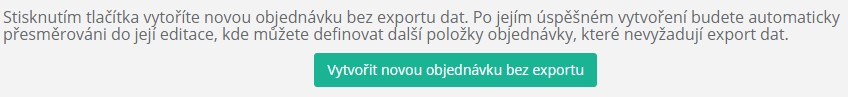 Stisknutím tlačítka vytoříte novou objednávku bez exportu dat. Po jejím úspěšném vytvoření budete automaticky
přesměrováni do její editace, kde můžete definovat další položky objednávky, které nevyžadují export dat.
Vytvořit novou objednávku bez exportu